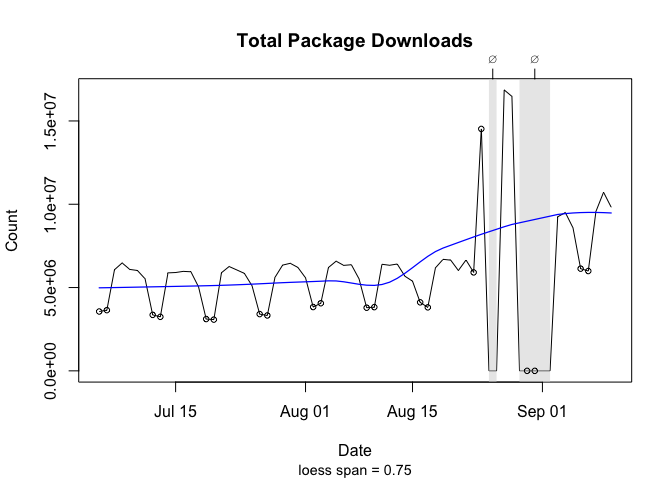 Total Package Downloads
∅ ∅
1.5e+07
1.0e+07
5.0e+06
0.0e+00
Count
Jul 15 Aug 01 Aug 15 Sep 01
Date
loess span = 0.75